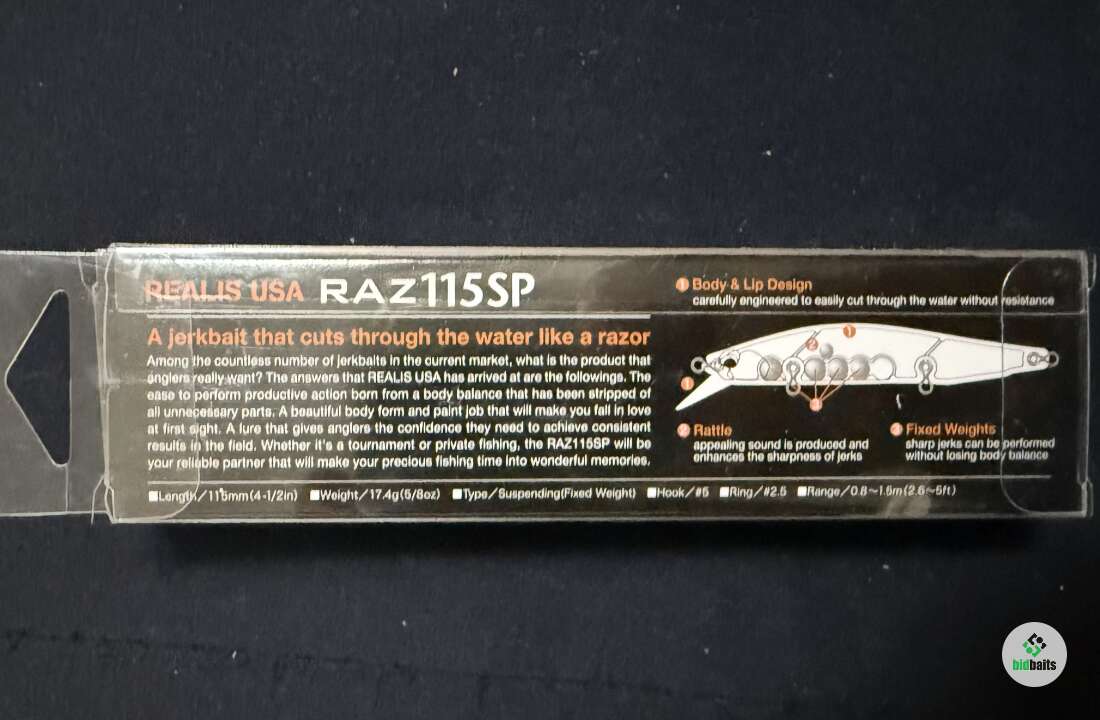 REALIS USA RAZ115SP
A jerkbait that cuts through the water like a razor
Among the countless number of jerkbaits in the current market, what is the product that
anglers really want? The answers that REALIS USA has arrived at are the followings. The
ease to perform productive action born from a body balance that has been stripped of
all unnecessary parts. A beautiful body form and paint job that will make you fall in love
at first sight. A lure that gives anglers the confidence they need to achieve consistent
results in the field. Whether it's a tournament or private fishing, the RAZ115SP will be
your reliable partner that will make your precious fishing time into wonderful memories.
1 Body & Lip Design
carefully engineered to easily cut through the water without resistance
1
2
1
3
2 Rattle
appealing sound is produced and
enhances the sharpness of jerks
3 Fixed Weights
sharp jerks can be performed
without losing body balance
■Length/115mm(4-1/2in) ■Weight/17.4g(5/8oz) ■Type/Suspending(Fixed Weight) ■Hook/#5 ■Ring/#2.5 ■Range/0.8~1.5m(2.6~5ft)
bidbaits